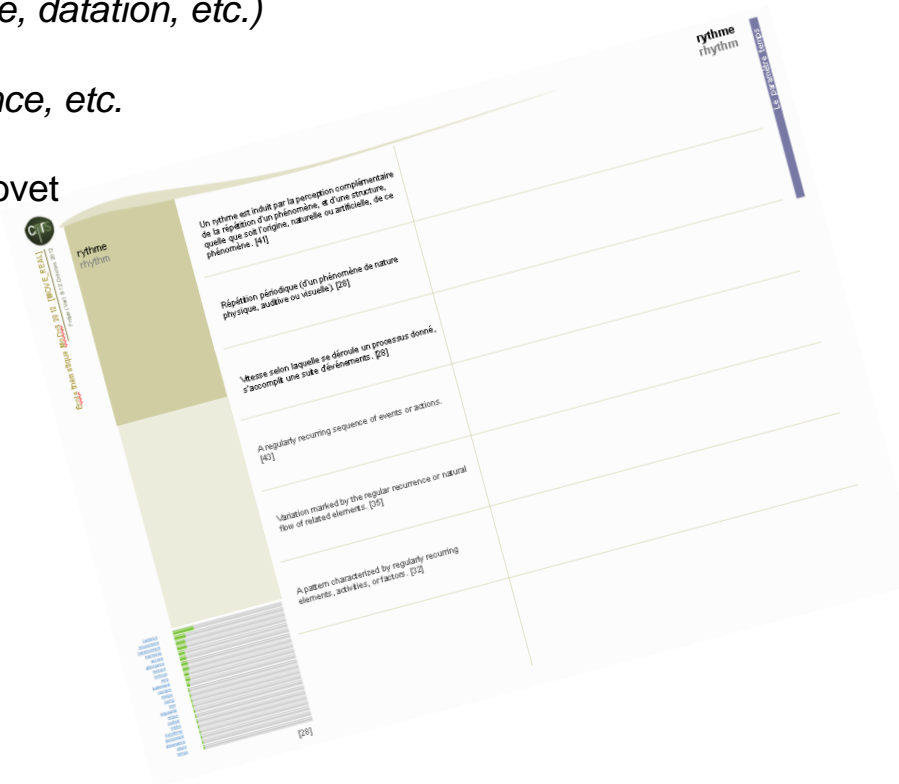 e, datation, etc.)
nce, etc.
ovet
rythme
rhythm
Le paramètre temps
rythme
rhythm
Un rythme est induit par la perception complémentaire
de la répétition d'un phénomène, et d'une structure,
quelle que soit l'origine, naturelle ou artificielle, de ce
phénomène. [41]
Répétition périodique (d'un phénomène de nature
physique, auditive ou visuelle). [28]
Vitesse selon laquelle se déroule un processus donné,
s'accomplit une suite d'événements. [28]
A regularly recurring sequence of events or actions.
[43]
Variation marked by the regular recurrence or natural
flow of related elements. [35]
A pattern characterized by regularly recurring
elements, activities, or factors. [32]
[28]